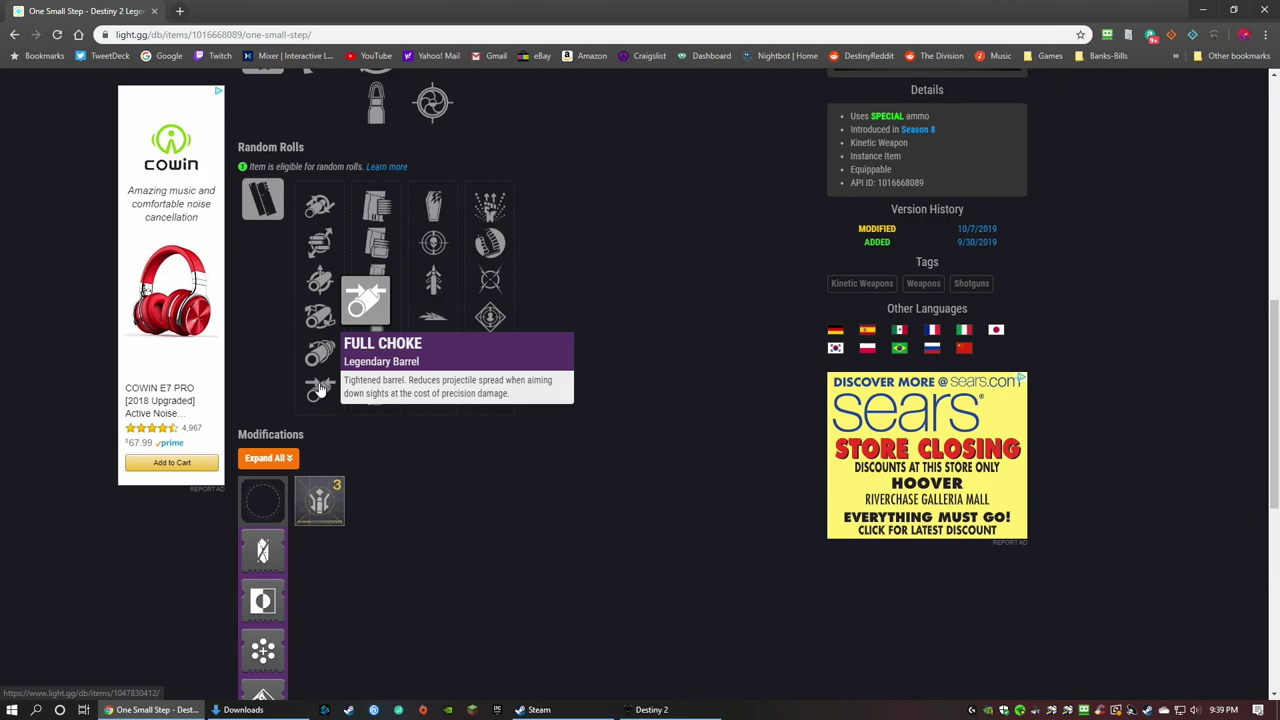 One Small Step - Destiny 2 Leg
light.gg/db/items/1016668089/one-small-step/
9+
Bookmarks
TweetDeck
Google
Twitch
Mixer | Interactive L...
YouTube
Yahoo! Mail
Gmail
eBay
Amazon
Craigslist
Dashboard
Nightbot | Home
DestinyReddit
The Division
Music
Games
Banks-Bills
»
Other bookmarks
cowin
Amazing music and
comfortable noise
cancellation
COWIN E7 PRO
[2018 Upgraded]
Active Noise...
4,967
$67.99 prime
Add to Cart
REPORT AD
Random Rolls
Item is eligible for random rolls. Learn more
FULL CHOKE
Legendary Barrel
Tightened barrel. Reduces projectile spread when aiming
down sights at the cost of precision damage.
Modifications
Expand All
3
Details
Uses SPECIAL ammo
Introduced in Season 8
Kinetic Weapon
Instance Item
Equippable
API ID: 1016668089
Version History
MODIFIED 10/7/2019
ADDED 9/30/2019
Tags
Kinetic Weapons
Weapons
Shotguns
Other Languages
DISCOVER MORE @ sears.com
sears
STORE CLOSING
DISCOUNTS AT THIS STORE ONLY
HOOVER
RIVERCHASE GALLERIA MALL
EVERYTHING MUST GO!
CLICK FOR LATEST DISCOUNT
REPORT AD
https://www.light.gg/db/items/1047830412/
One Small Step - Dest...
Downloads
EPIC
Steam
Destiny 2
9:39 PM